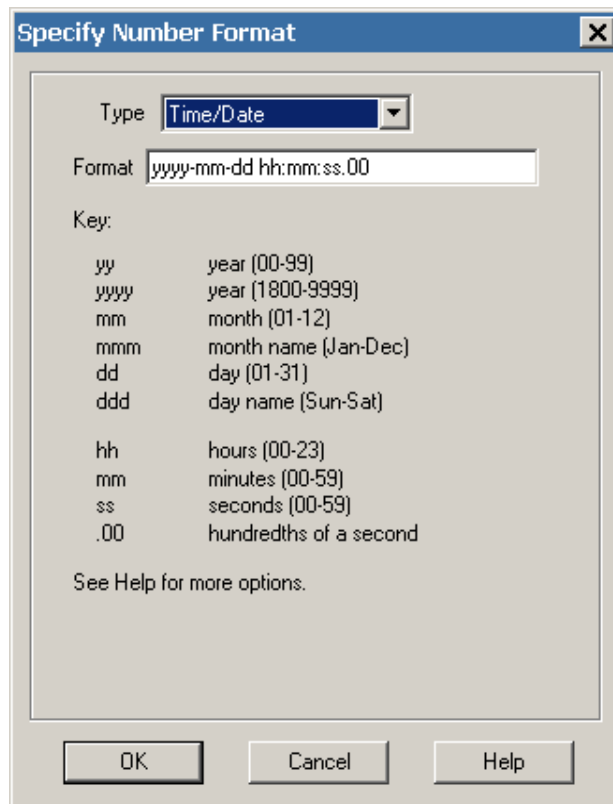 Specify Number Format
Type Time/Date
Format yyyy-mm-dd hh:mm:ss.00
Key:
yy year (00-99)
yyyy year (1800-9999)
mm month (01-12)
mmm month name (Jan-Dec)
dd day (01-31)
ddd day name (Sun-Sat)
hh hours (00-23)
mm minutes (00-59)
ss seconds (00-59)
.00 hundredths of a second
See Help for more options.
OK Cancel Help